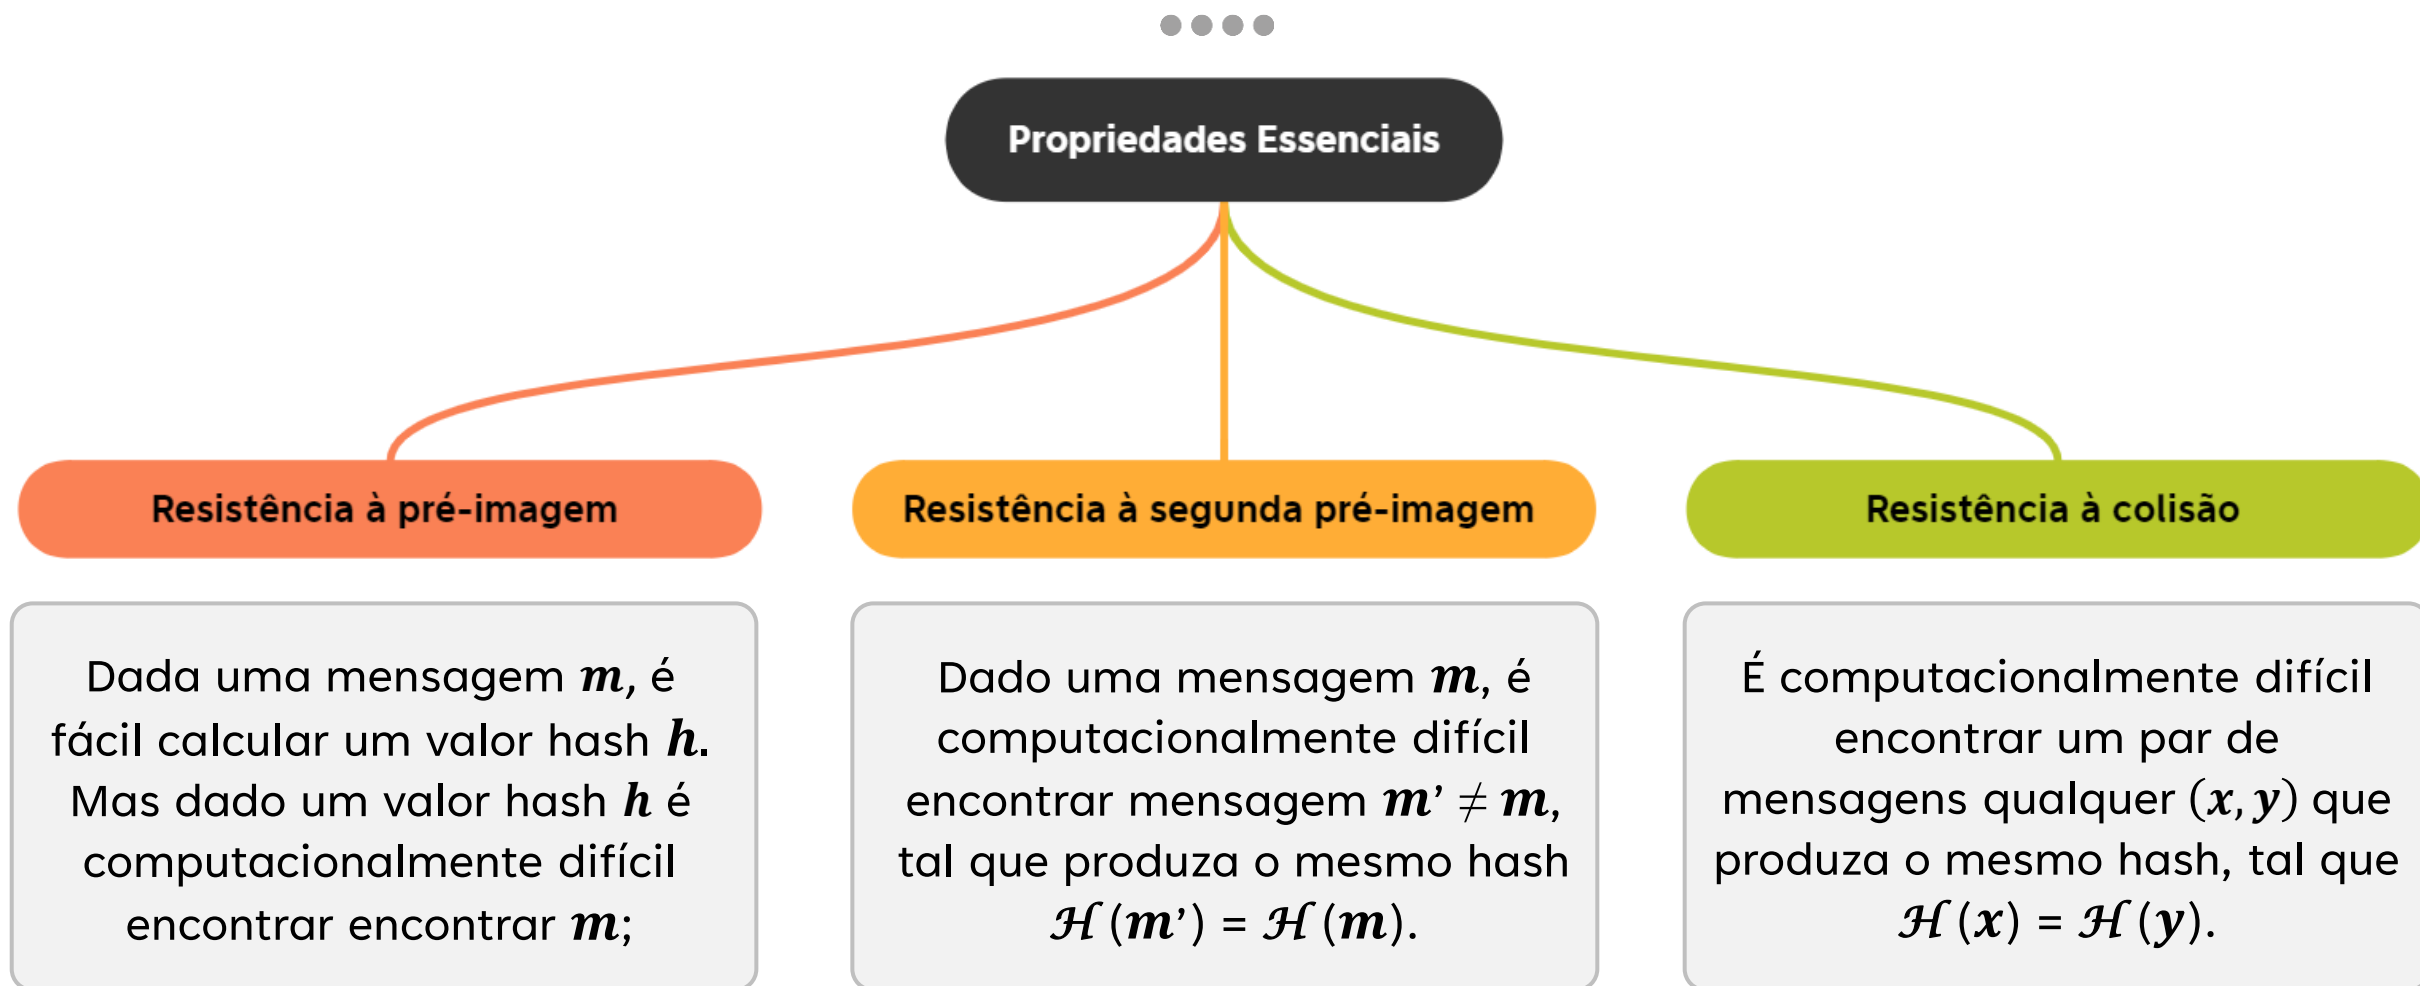 Propriedades Essenciais
Resistência à pré-imagem
Resistência à segunda pré-imagem
Resistência à colisão
Dada uma mensagem m, é
fácil calcular um valor hash h.
Mas dado um valor hash h é
computacionalmente difícil
encontrar encontrar m;
Dado uma mensagem m, é
computacionalmente difícil
encontrar mensagem m’ ≠ m,
tal que produza o mesmo hash
ℋ(m’) = ℋ(m).
É computacionalmente difícil
encontrar um par de
mensagens qualquer (x, y) que
produza o mesmo hash, tal que
ℋ(x) = ℋ(y).